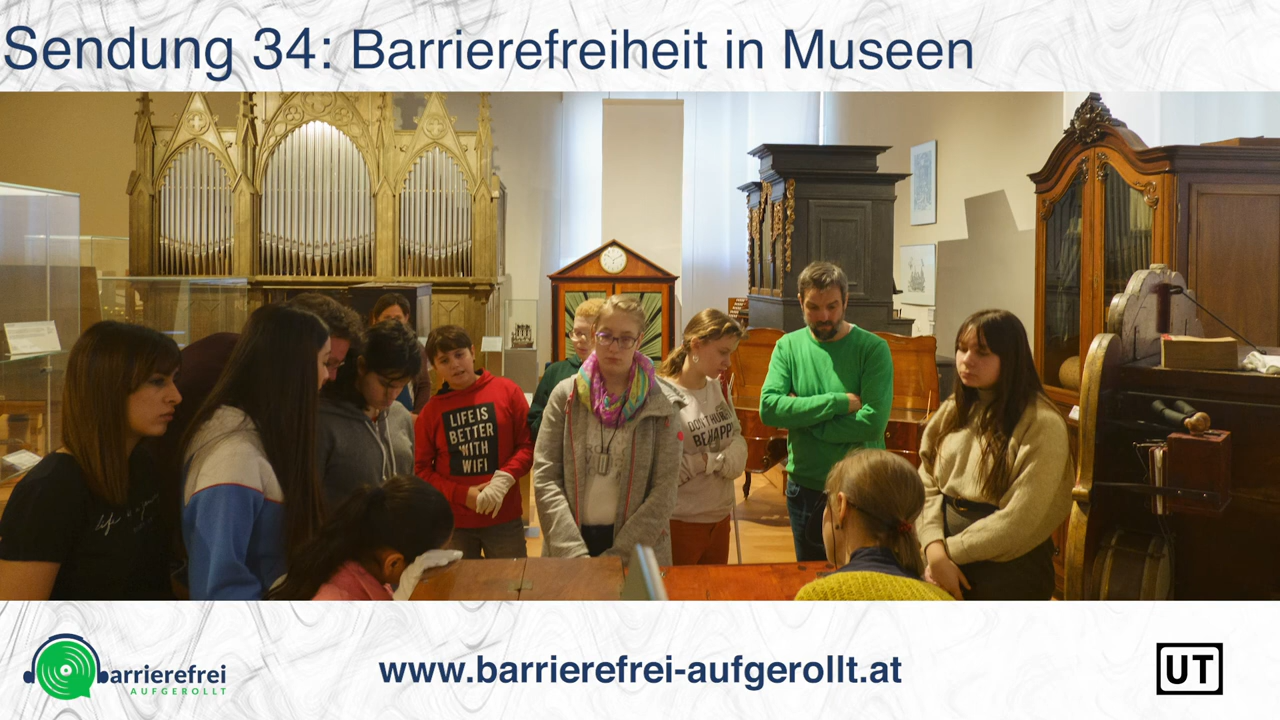 Sendung 34: Barrierefreiheit in Museen
LIFE IS
BETTER
WITH
WIFI
barrierefrei
AUFGEROLLT
www.barrierefrei-aufgerollt.at
UT